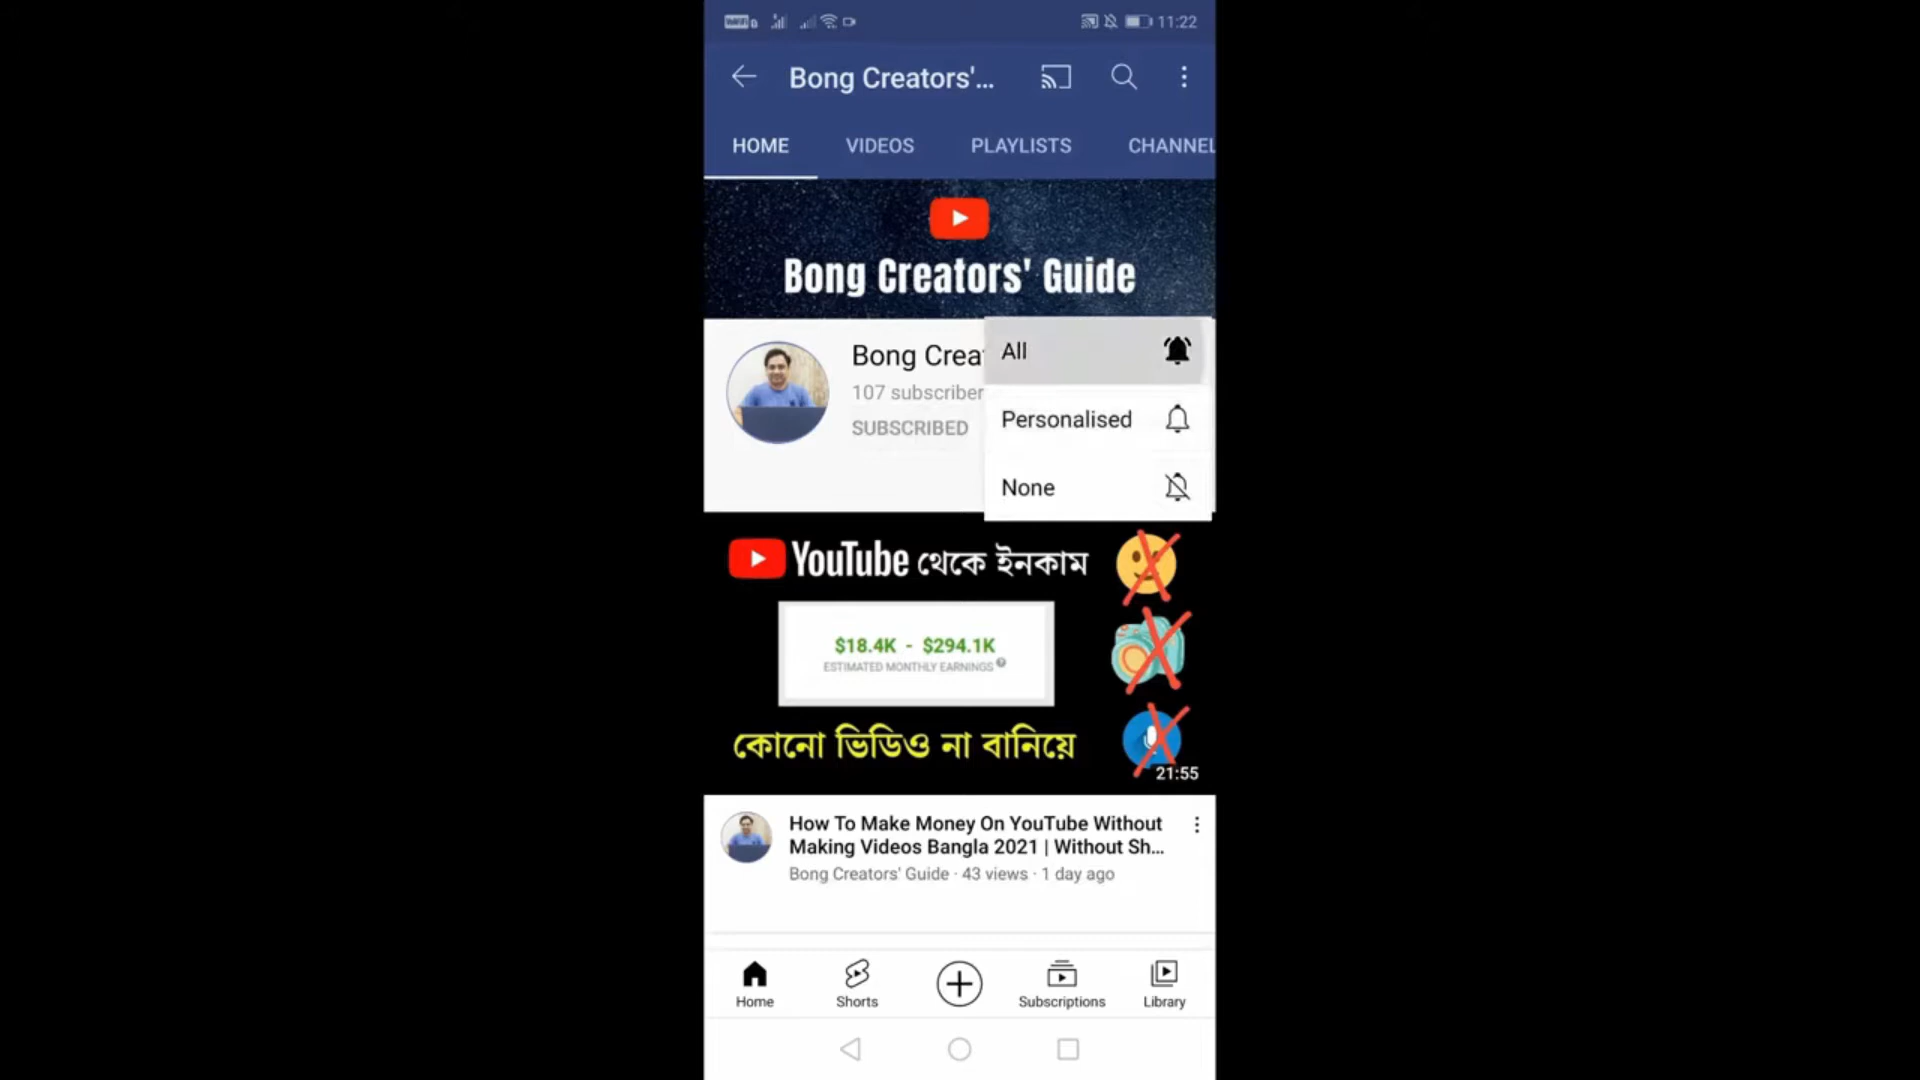 11:22
Bong Creators'...
HOME VIDEOS PLAYLISTS CHANNEL
Bong Creators' Guide
Bong Crea
107 subscriber
SUBSCRIBED
All
Personalised
None
YouTube থেকে ইনকাম
$18.4K - $294.1K
ESTIMATED MONTHLY EARNINGS
কোনো ভিডিও না বানিয়ে
21:55
How To Make Money On YouTube Without
Making Videos Bangla 2021 | Without Sh...
Bong Creators' Guide · 43 views · 1 day ago
Home Shorts Subscriptions Library